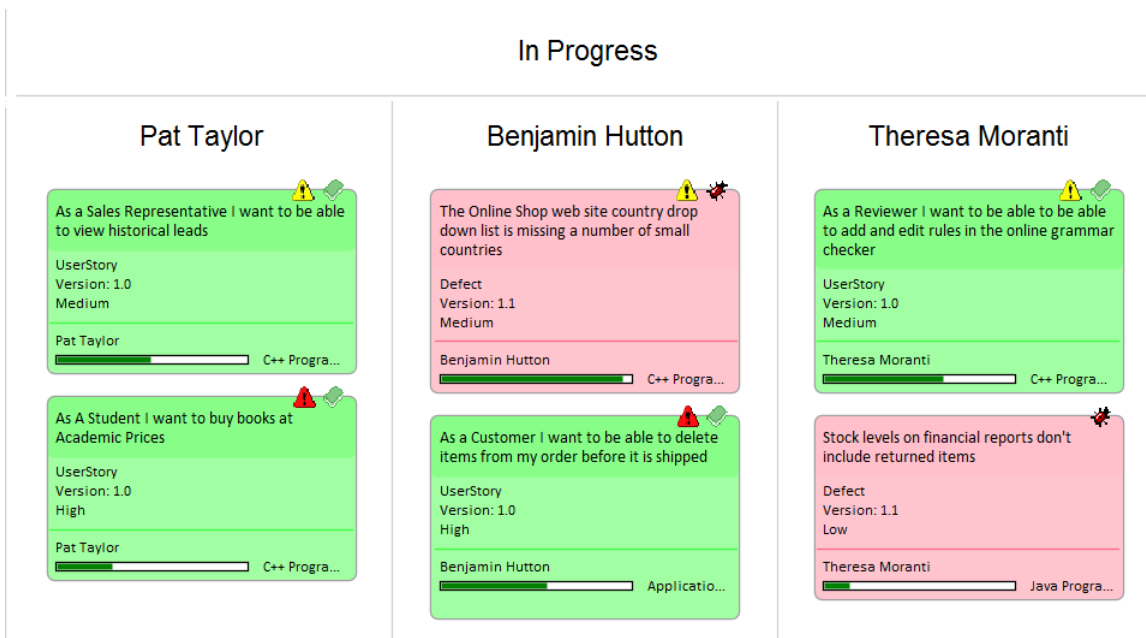 In Progress
Pat Taylor
As a Sales Representative I want to be able
to view historical leads
UserStory
Version: 1.0
Medium
Pat Taylor
C++ Progra...
As A Student I want to buy books at
Academic Prices
UserStory
Version: 1.0
High
Pat Taylor
C++ Progra...
Benjamin Hutton
The Online Shop web site country drop
down list is missing a number of small
countries
Defect
Version: 1.1
Medium
Benjamin Hutton
C++ Progra...
As a Customer I want to be able to delete
items from my order before it is shipped
UserStory
Version: 1.0
High
Benjamin Hutton
Applicatio...
Theresa Moranti
As a Reviewer I want to be able to be able
to add and edit rules in the online grammar
checker
UserStory
Version: 1.0
Medium
Theresa Moranti
C++ Progra...
Stock levels on financial reports don't
include returned items
Defect
Version: 1.1
Low
Theresa Moranti
Java Progra...